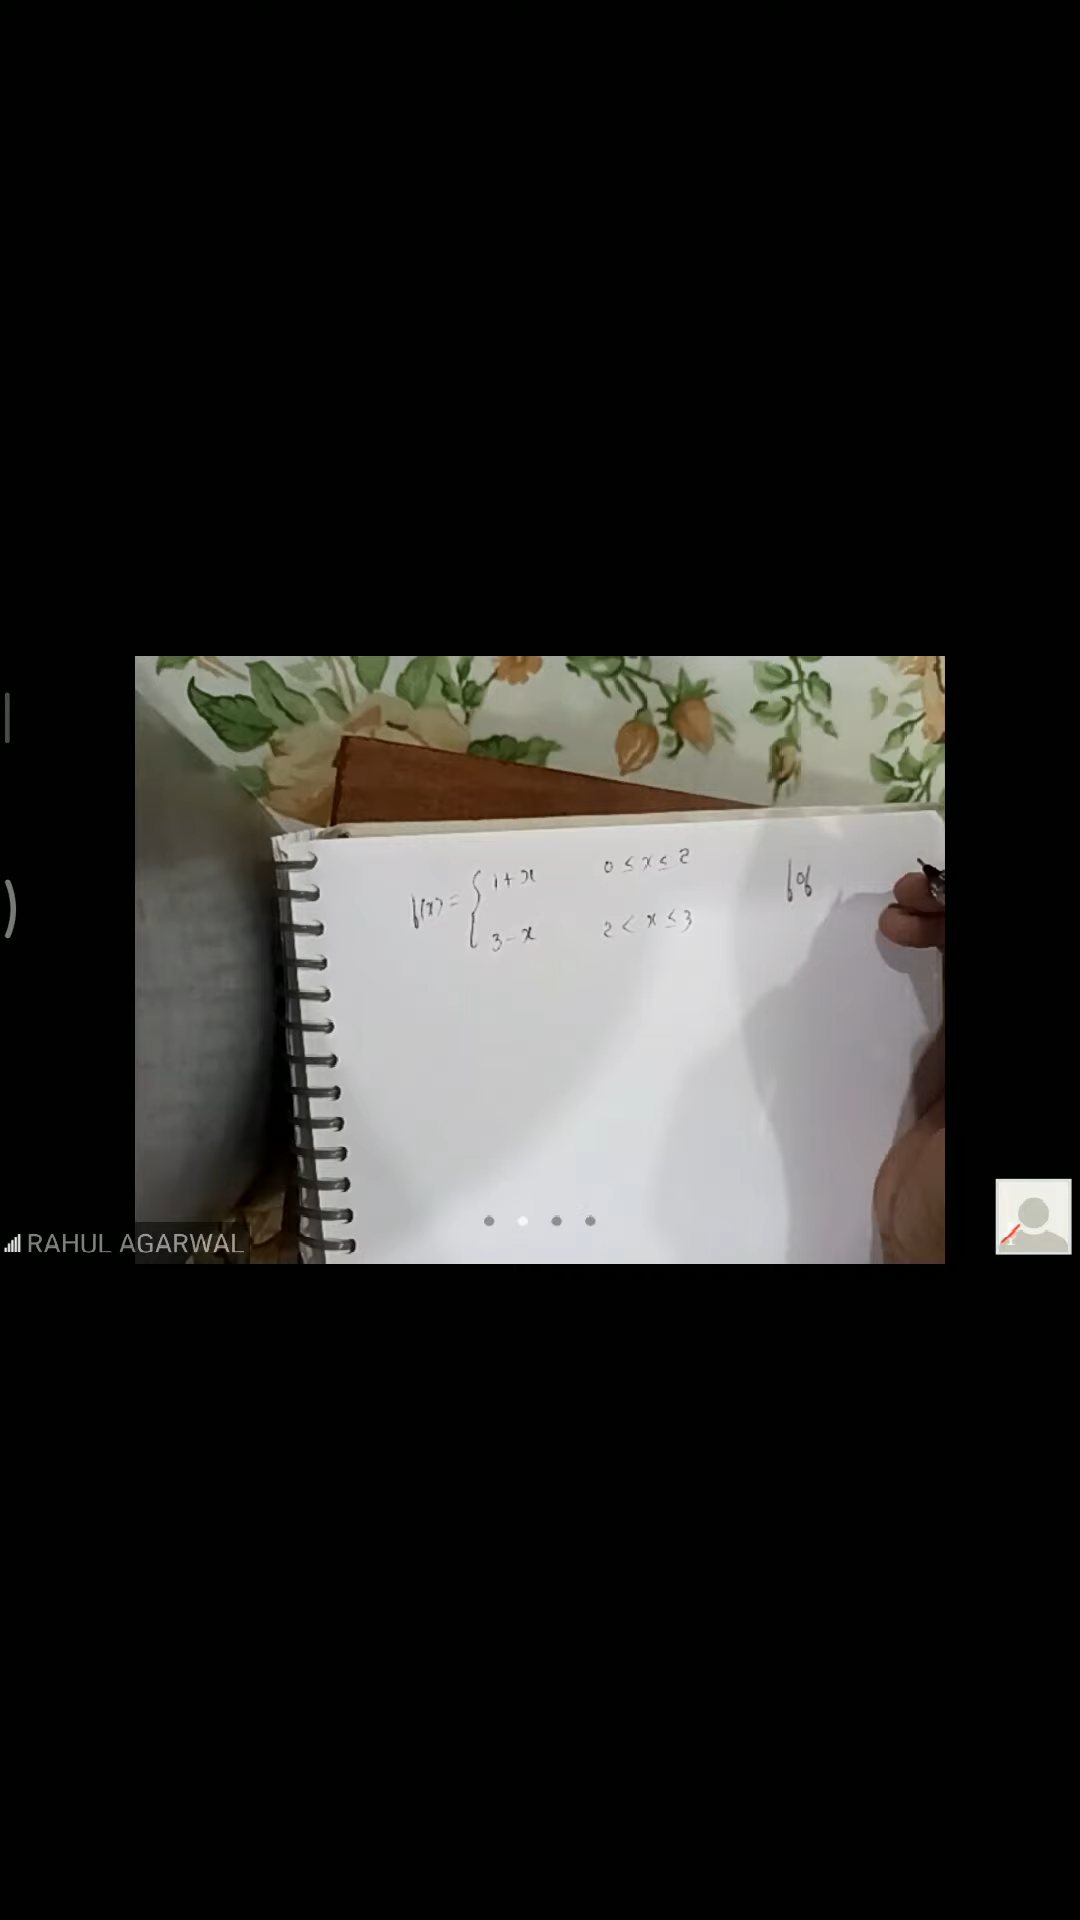 f(x) = { 1 + x 0 ≤ x ≤ 2 fof
3 - x 2 < x ≤ 3
RAHUL AGARWAL